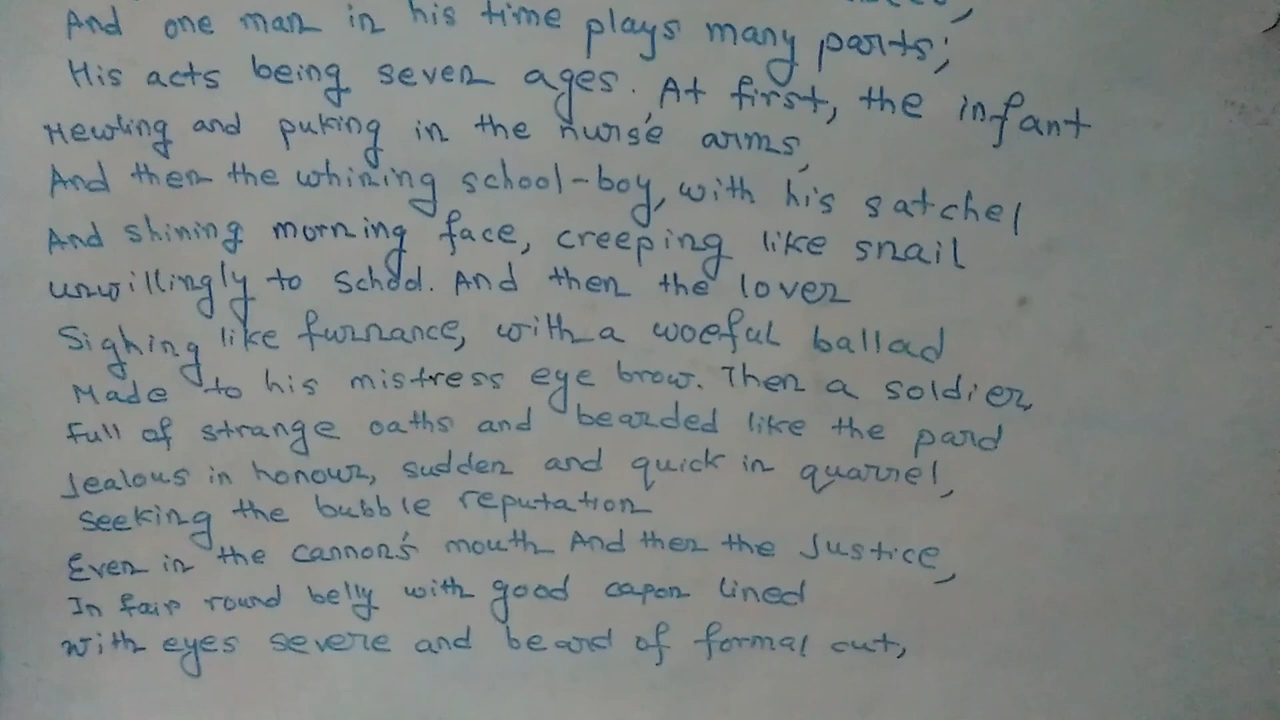 And one man in his time plays many parts;
His acts being seven ages. At first, the infant
Mewling and puking in the nurse's arms,
And then the whining school-boy, with his satchel
And shining morning face, creeping like snail
unwillingly to school. And then the lover
Sighing like furnance, with a woeful ballad
Made to his mistress eye brow. Then a soldier,
Full of strange oaths and bearded like the pard
Jealous in honour, sudden and quick in quarrel,
Seeking the bubble reputation
Even in the cannon's mouth And then the Justice,
In fair round belly with good capon lined
With eyes severe and beard of formal cut,